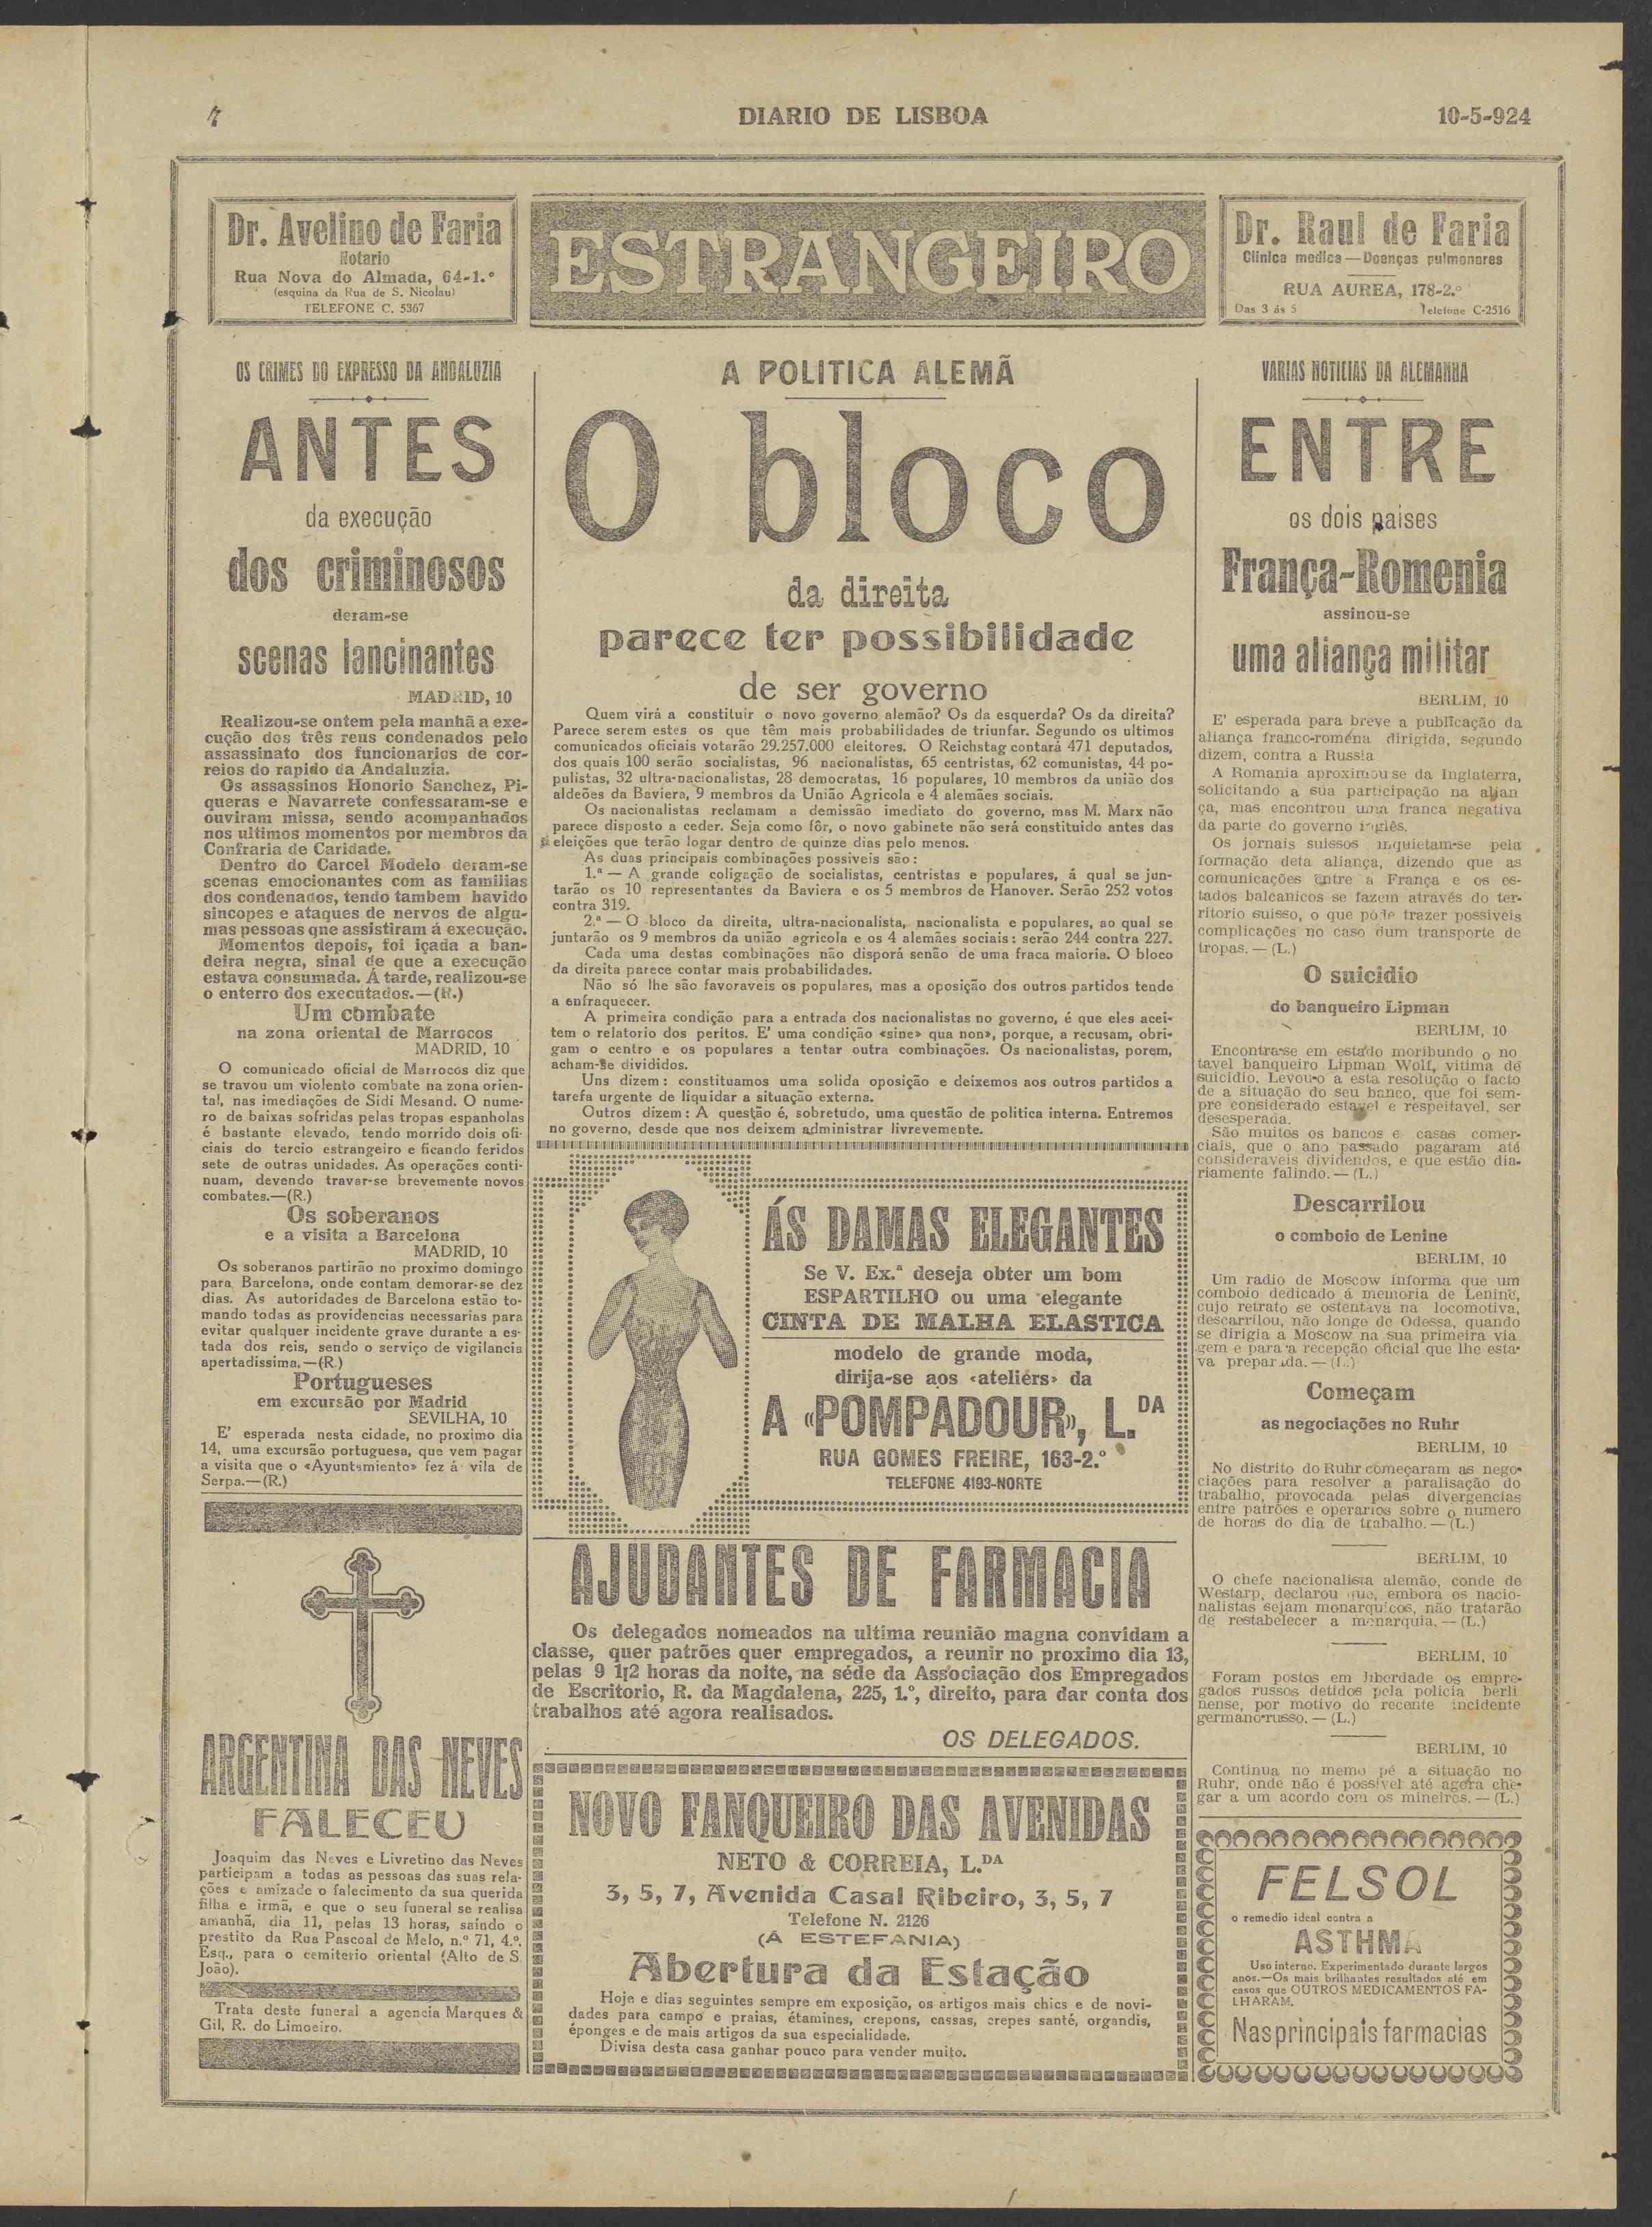 7
DIARIO DE LISBOA
10-5-924
Dr. Avelino de Faria
Notario
Rua Nova do Almada, 64-1.º
(esquina da Rua de S. Nicolau)
TELEFONE C. 5367
ESTRANGEIRO
Dr. Raul de Faria
Clinica medica—Doenças pulmonares
RUA AUREA, 178-2.º
Das 3 ás 5 Telefone C-2516
OS CRIMES DO EXPRESSO DA ANDALUZIA
ANTES
da execução
dos criminosos
deram-se
scenas lancinantes
MADRID, 10
Realizou-se ontem pela manhã a exe-
cução dos três reus condenados pelo
assassinato dos funcionarios de cor-
reios do rapido da Andaluzia.
Os assassinos Honorio Sanchez, Pi-
queras e Navarrete confessaram-se e
ouviram missa, sendo acompanhados
nos ultimos momentos por membros da
Confraria de Caridade.
Dentro do Carcel Modelo deram-se
scenas emocionantes com as familias
dos condenados, tendo tambem havido
sincopes e ataques de nervos de algu-
mas pessoas qne assistiram á execução.
Momentos depois, foi içada a ban-
deira negra, sinal de que a execução
estava consumada. Á tarde, realizou-se
o enterro dos executados.—(R.)
Um combate
na zona oriental de Marrocos
MADRID, 10
O comunicado oficial de Marrocos diz que
se travou um violento combate na zona orien-
tal, nas imediações de Sidi Mesand. O nume-
ro de baixas sofridas pelas tropas espanholas
é bastante elevado, tendo morrido dois ofi-
ciais do tercio estrangeiro e ficando feridos
sete de outras unidades. As operações conti-
nuam, devendo travar-se brevemente novos
combates.—(R.)
Os soberanos
e a visita a Barcelona
MADRID, 10
Os soberanos partirão no proximo domingo
para Barcelona, onde contam demorar-se dez
dias. As autoridades de Barcelona estão to-
mando todas as providencias necessarias para
evitar qualquer incidente grave durante a es-
tada dos reis, sendo o serviço de vigilancia
apertadissima.—(R.)
Portugueses
em excursão por Madrid
SEVILHA, 10
E' esperada nesta cidade, no proximo dia
14, uma excursão portuguesa, que vem pagar
a visita que o «Ayuntamiento» fez á vila de
Serpa.—(R.)
ARGENTINA DAS NEVES
FALECEU
Joaquim das Neves e Livretino das Neves
participam a todas as pessoas das suas rela-
ções e amizade o falecimento da sua querida
filha e irmã, e que o seu funeral se realisa
amanhã, dia 11, pelas 13 horas, saindo o
prestito da Rua Pascoal de Melo, n.º 71, 4.º,
Esq., para o cemiterio oriental (Alto de S.
João).
Trata deste funeral a agencia Marques &
Gil, R. do Limoeiro.
A POLITICA ALEMÃ
O bloco
da direita
parece ter possibilidade
de ser governo
Quem virá a constituir o novo governo alemão? Os da esquerda? Os da direita?
Parece serem estes os que têm mais probabilidades de triunfar. Segundo os ultimos
comunicados oficiais votarão 29.257.000 eleitores. O Reichstag contará 471 deputados,
dos quais 100 serão socialistas, 96 nacionalistas, 65 centristas, 62 comunistas, 44 po-
pulistas, 32 ultra-nacionalistas, 28 democratas, 16 populares, 10 membros da união dos
aldeões da Baviera, 9 membros da União Agricola e 4 alemães sociais.
Os nacionalistas reclamam a demissão imediato do governo, mas M. Marx não
parece disposto a ceder. Seja como fôr, o novo gabinete não será constituido antes das
eleições que terão logar dentro de quinze dias pelo menos.
As duas principais combinações possiveis são:
1.ª — A grande coligação de socialistas, centristas e populares, á qual se jun-
tarão os 10 representantes da Baviera e os 5 membros de Hanover. Serão 252 votos
contra 319.
2.ª — O bloco da direita, ultra-nacionalista, nacionalista e populares, ao qual se
juntarão os 9 membros da união agricola e os 4 alemães sociais: serão 244 contra 227.
Cada uma destas combinações não disporá senão de uma fraca maioria. O bloco
da direita parece contar mais probabilidades.
Não só lhe são favoraveis os populares, mas a oposição dos outros partidos tende
a enfraquecer.
A primeira condição para a entrada dos nacionalistas no governo, é que eles acei-
tem o relatorio dos peritos. E' uma condição «sine» qua non», porque, a recusam, obri-
gam o centro e os populares a tentar outra combinações. Os nacionalistas, porem,
acham-se divididos.
Uns dizem: constituamos uma solida oposição e deixemos aos outros partidos a
tarefa urgente de liquidar a situação externa.
Outros dizem: A questão é, sobretudo, uma questão de politica interna. Entremos
no governo, desde que nos deixem administrar livrevemente.
ÁS DAMAS ELEGANTES
Se V. Ex.ª deseja obter um bom
ESPARTILHO ou uma elegante
CINTA DE MALHA ELASTICA
modelo de grande moda,
dirija-se aos «ateliérs» da
A «POMPADOUR», L.DA
RUA GOMES FREIRE, 163-2.º
TELEFONE 4193-NORTE
AJUDANTES DE FARMACIA
Os delegados nomeados na ultima reunião magna convidam a
classe, quer patrões quer empregados, a reunir no proximo dia 13,
pelas 9 1|2 horas da noite, na séde da Associação dos Empregados
de Escritorio, R. da Magdalena, 225, 1.º, direito, para dar conta dos
trabalhos até agora realisados.
OS DELEGADOS.
NOVO FANQUEIRO DAS AVENIDAS
NETO & CORREIA, L.DA
3, 5, 7, Avenida Casal Ribeiro, 3, 5, 7
Telefone N. 2126
(Á ESTEFANIA)
Abertura da Estação
Hoje e dias seguintes sempre em exposição, os artigos mais chics e de novi-
dades para campo e praias, étamines, crepons, cassas, crepes santé, organdis,
éponges e de mais artigos da sua especialidade.
Divisa desta casa ganhar pouco para vender muito.
VARIAS NOTICIAS DA ALEMANHA
ENTRE
os dois paises
França-Romenia
assinou-se
uma aliança militar
BERLIM, 10
E' esperada para breve a publicação da
aliança franco-roména dirigida, segundo
dizem, contra a Russia
A Romania aproximou se da Inglaterra,
solicitando a sua participação na alian
ça, mas encontrou uma franca negativa
da parte do governo inglês.
Os jornais suissos inquietam-se pela
formação deta aliança, dizendo que as
comunicações entre a França e os es-
tados balcanicos se fazem através do ter-
ritorio suisso, o que póde trazer possiveis
complicações no caso dum transporte de
tropas. — (L.)
O suicidio
do banqueiro Lipman
BERLIM, 10
Encontra-se em estado moribundo o no
tavel banqueiro Lipman Wolf, vitima de
suicidio. Levou-o a esta resolução o facto
de a situação do seu banco, que foi sem-
pre considerado estavel e respeitavel, ser
desesperada.
São muitos os bancos e casas comer-
ciais, que o ano passado pagaram até
consideraveis dividendos, e que estão dia-
riamente falindo. — (L.)
Descarrilou
o comboio de Lenine
BERLIM, 10
Um radio de Moscow informa que um
comboio dedicado á memoria de Lenine,
cujo retrato se ostentava na locomotiva,
descarrilou, não longe de Odessa, quando
se dirigia a Moscow na sua primeira via
gem e para a recepção oficial que lhe esta-
va preparada. — (L.)
Começam
as negociações no Ruhr
BERLIM, 10
No distrito do Ruhr começaram as nego-
ciações para resolver a paralisação do
trabalho, provocada pelas divergencias
entre patrões e operarios sobre o numero
de horas do dia de trabalho. — (L.)
BERLIM, 10
O chefe nacionalista alemão, conde de
Westarp, declarou que, embora os nacio-
nalistas sejam monarquicos, não tratarão
de restabelecer a monarquia. — (L.)
BERLIM, 10
Foram postos em liberdade os empre-
gados russos detidos pela policia berli
nense, por motivo do recente incidente
germano-russo. — (L.)
BERLIM, 10
Continua no memo pé a situação no
Ruhr, onde não é possivel até agora che-
gar a um acordo com os mineiros. — (L.)
FELSOL
o remedio ideal contra a
ASTHMA
Uso interno. Experimentado durante largos
anos.—Os mais brilhantes resultados até em
casos que OUTROS MEDICAMENTOS FA-
LHARAM.
Nas principais farmacias